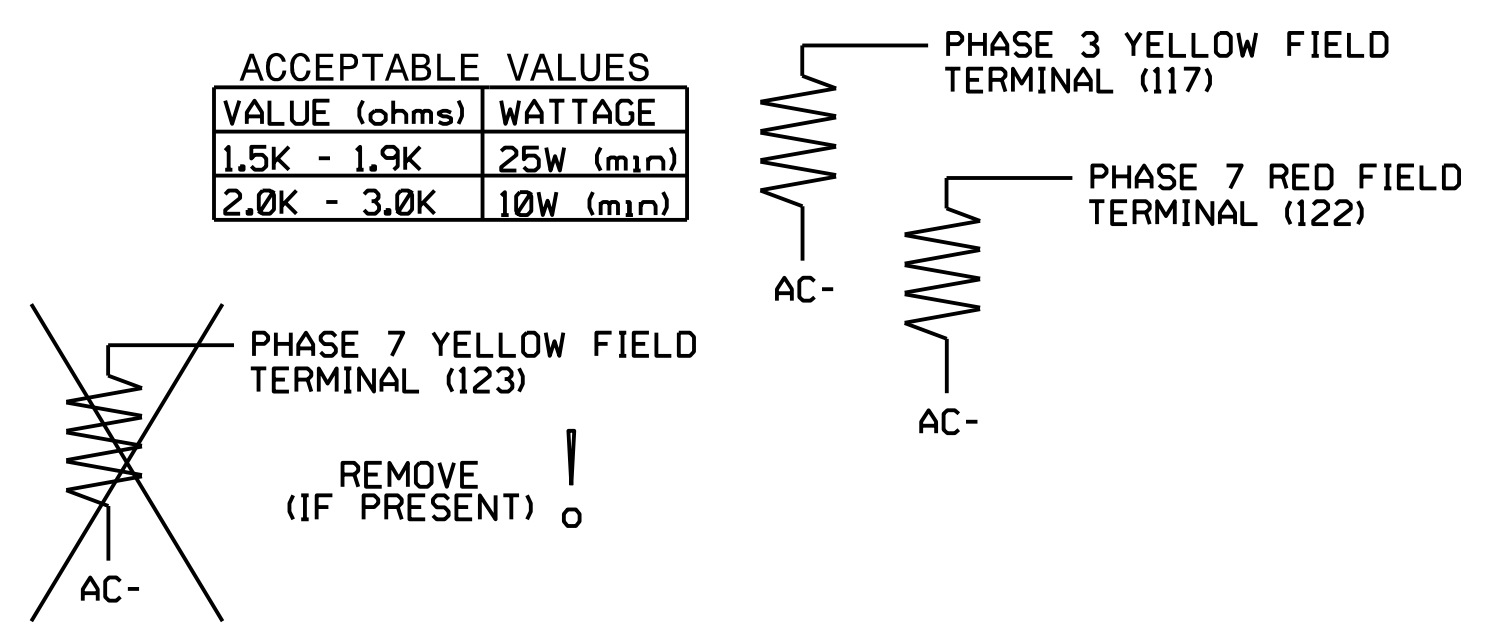 ACCEPTABLE VALUES
VALUE (ohms) WATTAGE
1.5K - 1.9K 25W (min)
2.0K - 3.0K 10W (min)
PHASE 3 YELLOW FIELD
TERMINAL (117)
AC-
PHASE 7 RED FIELD
TERMINAL (122)
AC-
PHASE 7 YELLOW FIELD
TERMINAL (123)
REMOVE
(IF PRESENT) !
AC-